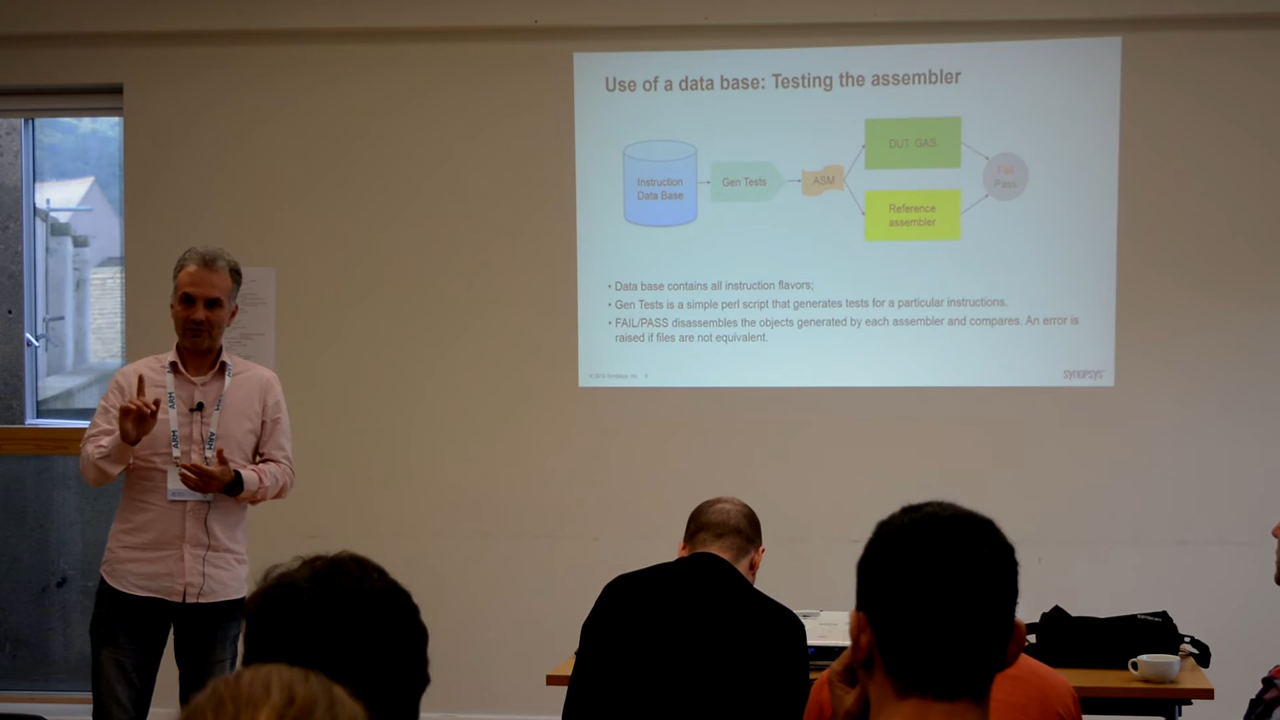 Use of a data base: Testing the assembler
Instruction
Data Base
Gen Tests
ASM
DUT: GAS
Reference
assembler
Fail
Pass
• Data base contains all instruction flavors;
• Gen Tests is a simple perl script that generates tests for a particular instructions.
• FAIL/PASS disassembles the objects generated by each assembler and compares. An error is
raised if files are not equivalent.
SYNOPSYS
ARM
ARM
ARM